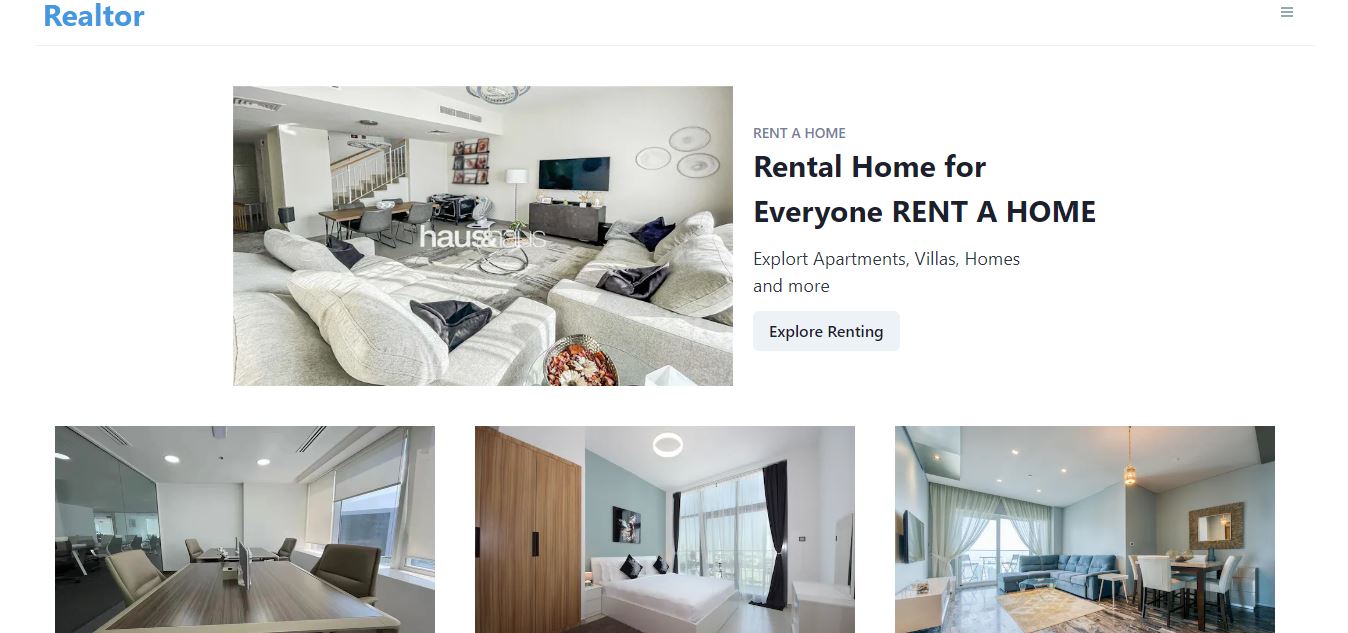 Realtor
haus&haus
RENT A HOME
Rental Home for
Everyone RENT A HOME
Explort Apartments, Villas, Homes
and more
Explore Renting